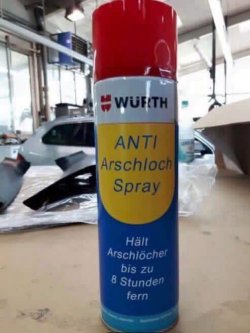 WÜRTH
ANTI
Arschloch
Spray
Hält
Arschlöcher
bis zu
8 Stunden
fern